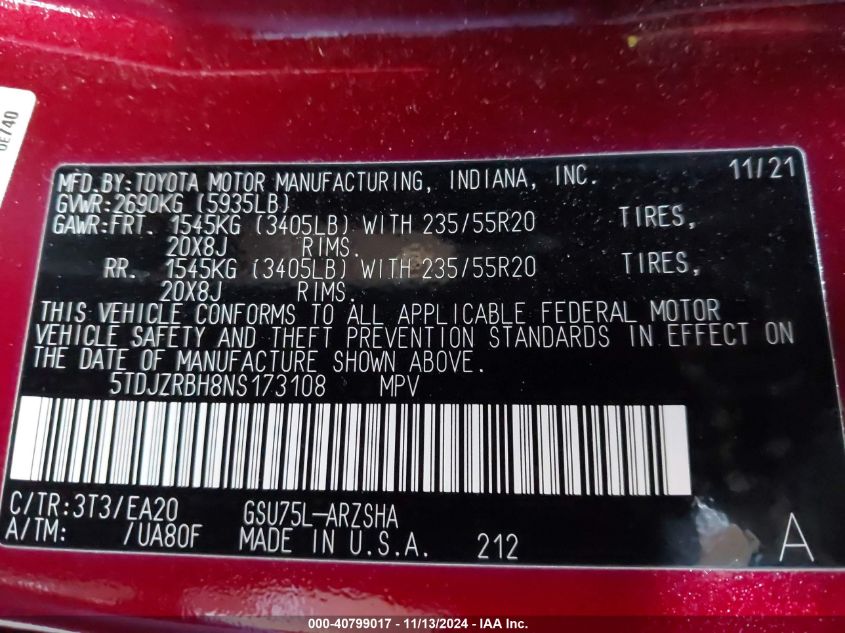 0E740
MFD.BY:TOYOTA MOTOR MANUFACTURING, INDIANA, INC. 11/21
GVWR:2690KG (5935LB)
GAWR:FRT. 1545KG (3405LB) WITH 235/55R20 TIRES,
20X8J RIMS.
RR. 1545KG (3405LB) WITH 235/55R20 TIRES,
20X8J RIMS.
THIS VEHICLE CONFORMS TO ALL APPLICABLE FEDERAL MOTOR
VEHICLE SAFETY AND THEFT PREVENTION STANDARDS IN EFFECT ON
THE DATE OF MANUFACTURE SHOWN ABOVE.
5TDJZRBH8NS173108 MPV
C/TR:3T3/EA20 GSU75L-ARZSHA
A/TM: /UA80F MADE IN U.S.A. 212 A
000-40799017 - 11/13/2024 - IAA Inc.